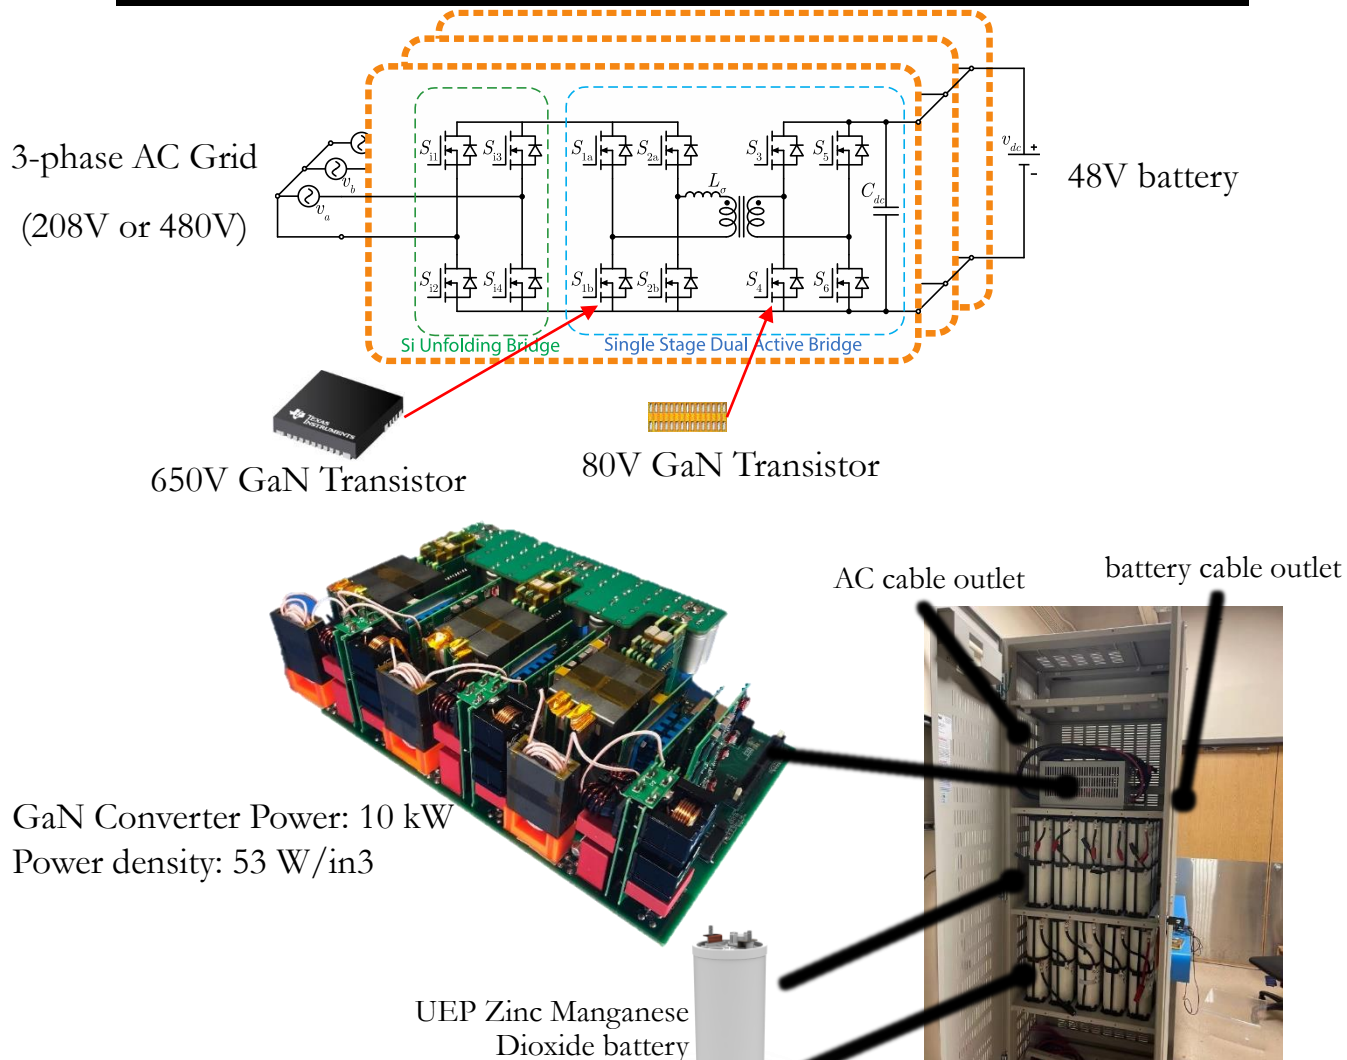 3-phase AC Grid
(208V or 480V)
v_a
v_b
S_i1
S_i3
S_1a
S_2a
S_3
S_5
L_σ
C_dc
v_dc
+
-
48V battery
S_i2
S_i4
S_1b
S_2b
S_4
S_6
Si Unfolding Bridge
Single Stage Dual Active Bridge
TEXAS
INSTRUMENTS
650V GaN Transistor
80V GaN Transistor
AC cable outlet
battery cable outlet
GaN Converter Power: 10 kW
Power density: 53 W/in3
UEP Zinc Manganese
Dioxide battery